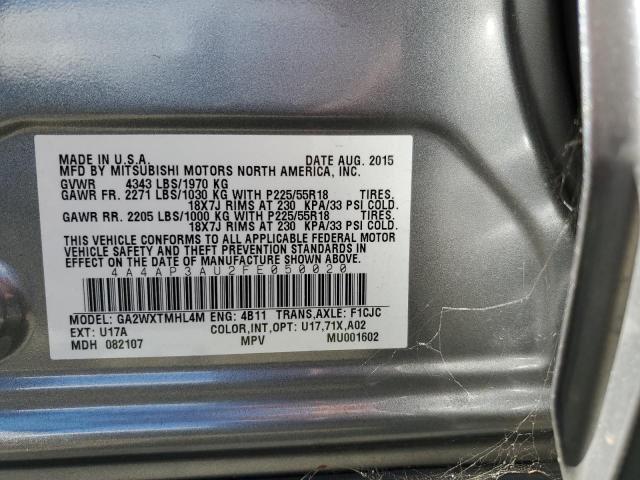 MADE IN U.S.A. DATE AUG. 2015
MFD BY MITSUBISHI MOTORS NORTH AMERICA, INC.
GVWR 4343 LBS/1970 KG
GAWR FR. 2271 LBS/1030 KG WITH P225/55R18 TIRES.
18X7J RIMS AT 230 KPA/33 PSI COLD.
GAWR RR. 2205 LBS/1000 KG WITH P225/55R18 TIRES.
18X7J RIMS AT 230 KPA/33 PSI COLD.
THIS VEHICLE CONFORMS TO ALL APPLICABLE FEDERAL MOTOR
VEHICLE SAFETY AND THEFT PREVENTION STANDARDS IN
EFFECT ON THE DATE OF MANUFACTURE SHOWN ABOVE.
4A4AP3AU2FE050020
MODEL: GA2WXTMHL4M ENG: 4B11 TRANS,AXLE: F1CJC
EXT: U17A COLOR,INT,OPT: U17,71X,A02
MDH 082107 MPV MU001602